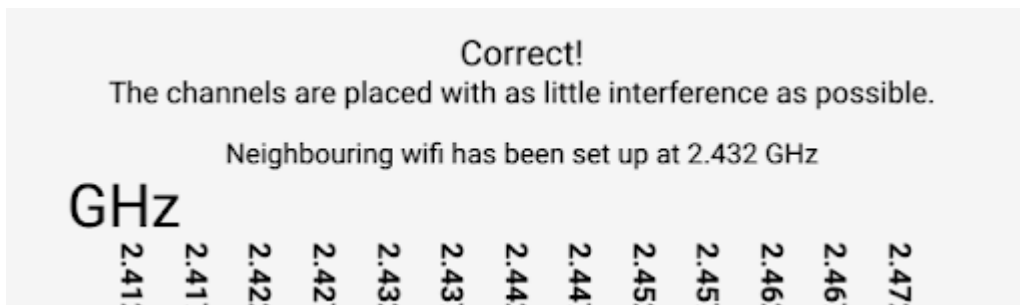 Correct!
The channels are placed with as little interference as possible.
Neighbouring wifi has been set up at 2.432 GHz
GHz